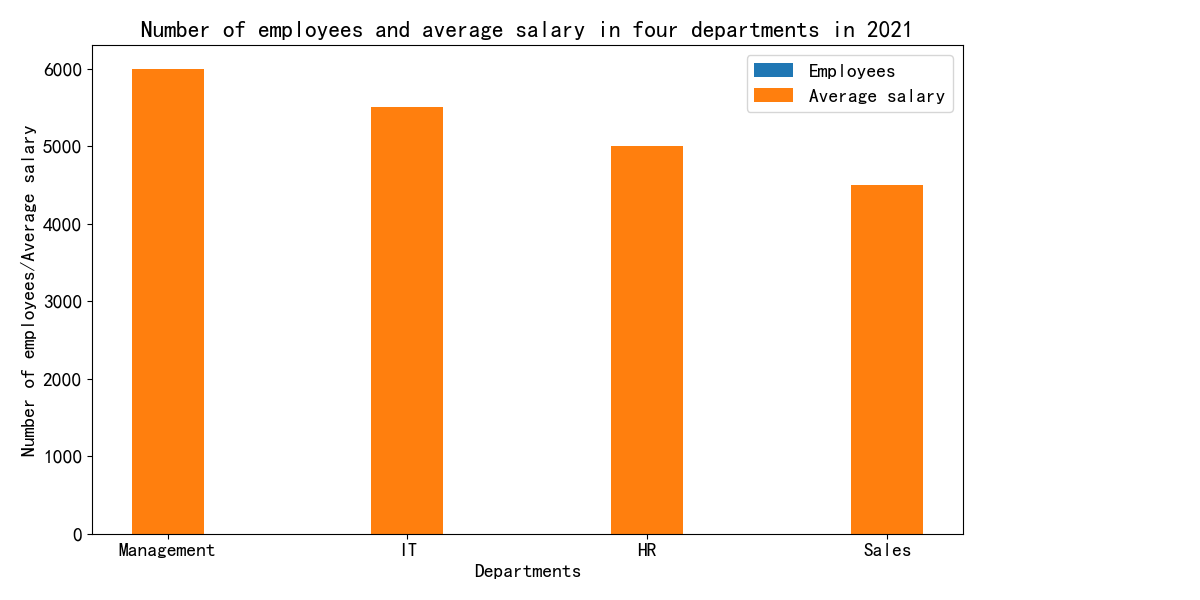 Number of employees and average salary in four departments in 2021
Employees
Average salary
Number of employees/Average salary
6000
5000
4000
3000
2000
1000
0
Management IT HR Sales
Departments